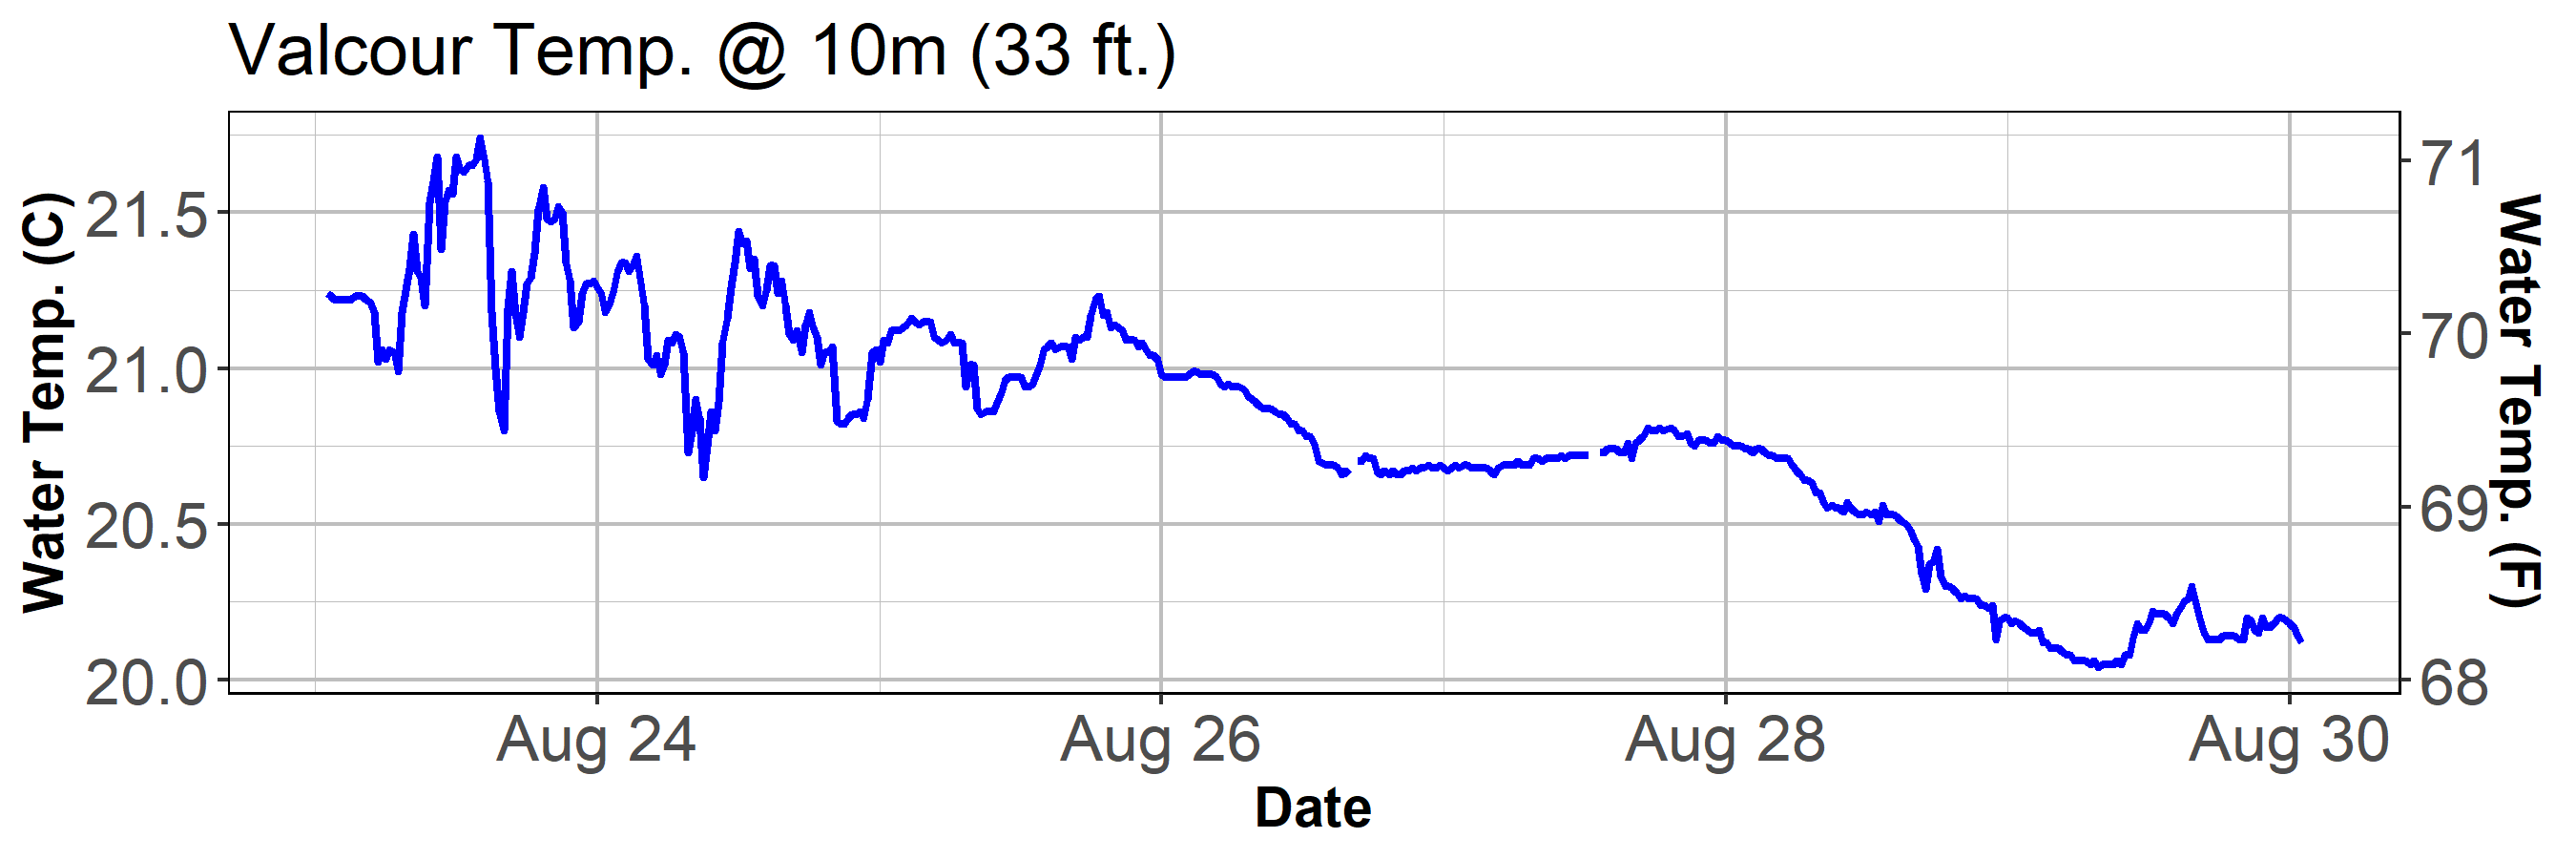 Valcour Temp. @ 10m (33 ft.)
Water Temp. (C)
21.5
21.0
20.5
20.0
71
70
69
68
Water Temp. (F)
Aug 24
Aug 26
Aug 28
Aug 30
Date